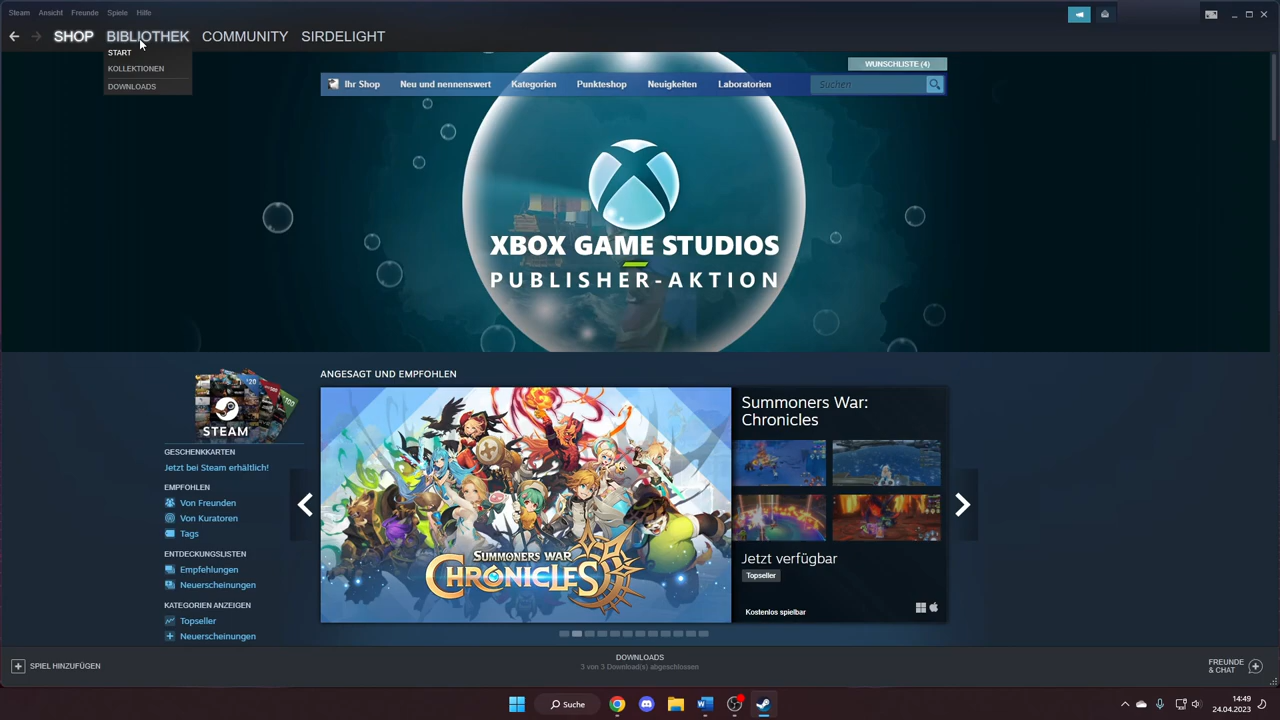 Steam Ansicht Freunde Spiele Hilfe
SHOP BIBLIOTHEK COMMUNITY SIRDELIGHT
START
KOLLEKTIONEN
DOWNLOADS
WUNSCHLISTE (4)
Ihr Shop Neu und nennenswert Kategorien Punkteshop Neuigkeiten Laboratorien Suchen
XBOX GAME STUDIOS
PUBLISHER-AKTION
STEAM
GESCHENKKARTEN
Jetzt bei Steam erhältlich!
EMPFOHLEN
Von Freunden
Von Kuratoren
Tags
ENTDECKUNGSLISTEN
Empfehlungen
Neuerscheinungen
KATEGORIEN ANZEIGEN
Topseller
Neuerscheinungen
ANGESAGT UND EMPFOHLEN
SUMMONERS WAR
CHRONICLES
Summoners War:
Chronicles
Jetzt verfügbar
Topseller
Kostenlos spielbar
SPIEL HINZUFÜGEN
DOWNLOADS
3 von 3 Download(s) abgeschlossen
FREUNDE
& CHAT
Suche
14:49
24.04.2023